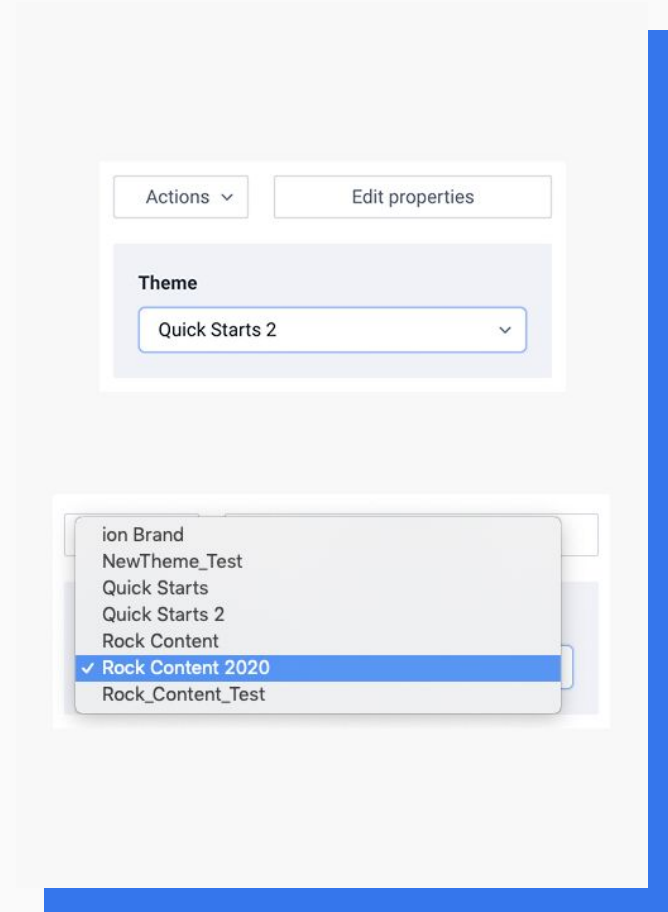 Actions
Edit properties
Theme
Quick Starts 2
ion Brand
NewTheme_Test
Quick Starts
Quick Starts 2
Rock Content
✓ Rock Content 2020
Rock_Content_Test